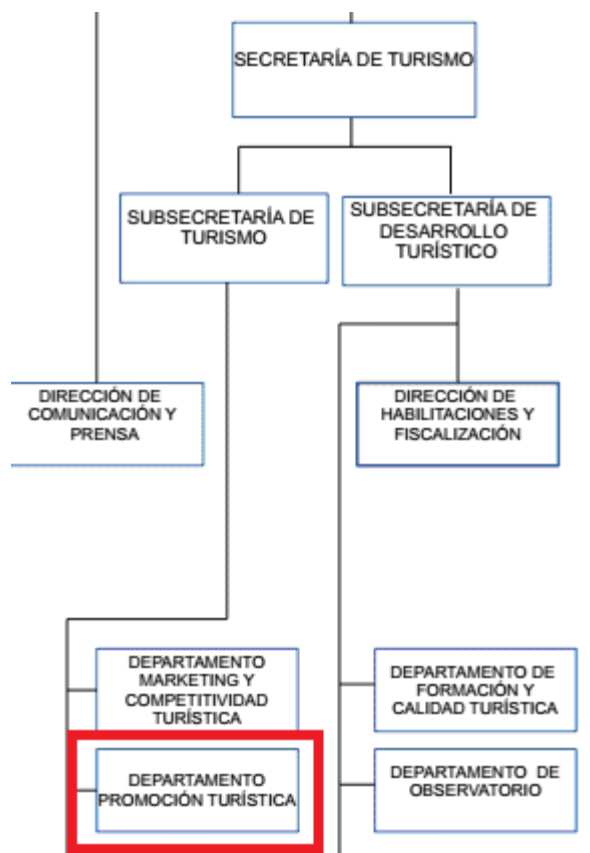 SECRETARÍA DE TURISMO
SUBSECRETARÍA DE
TURISMO
SUBSECRETARÍA DE
DESARROLLO
TURÍSTICO
DIRECCIÓN DE
COMUNICACIÓN Y
PRENSA
DIRECCIÓN DE
HABILITACIONES Y
FISCALIZACIÓN
DEPARTAMENTO
MARKETING Y
COMPETITIVIDAD
TURÍSTICA
DEPARTAMENTO DE
FORMACIÓN Y
CALIDAD TURÍSTICA
DEPARTAMENTO
PROMOCIÓN TURÍSTICA
DEPARTAMENTO DE
OBSERVATORIO